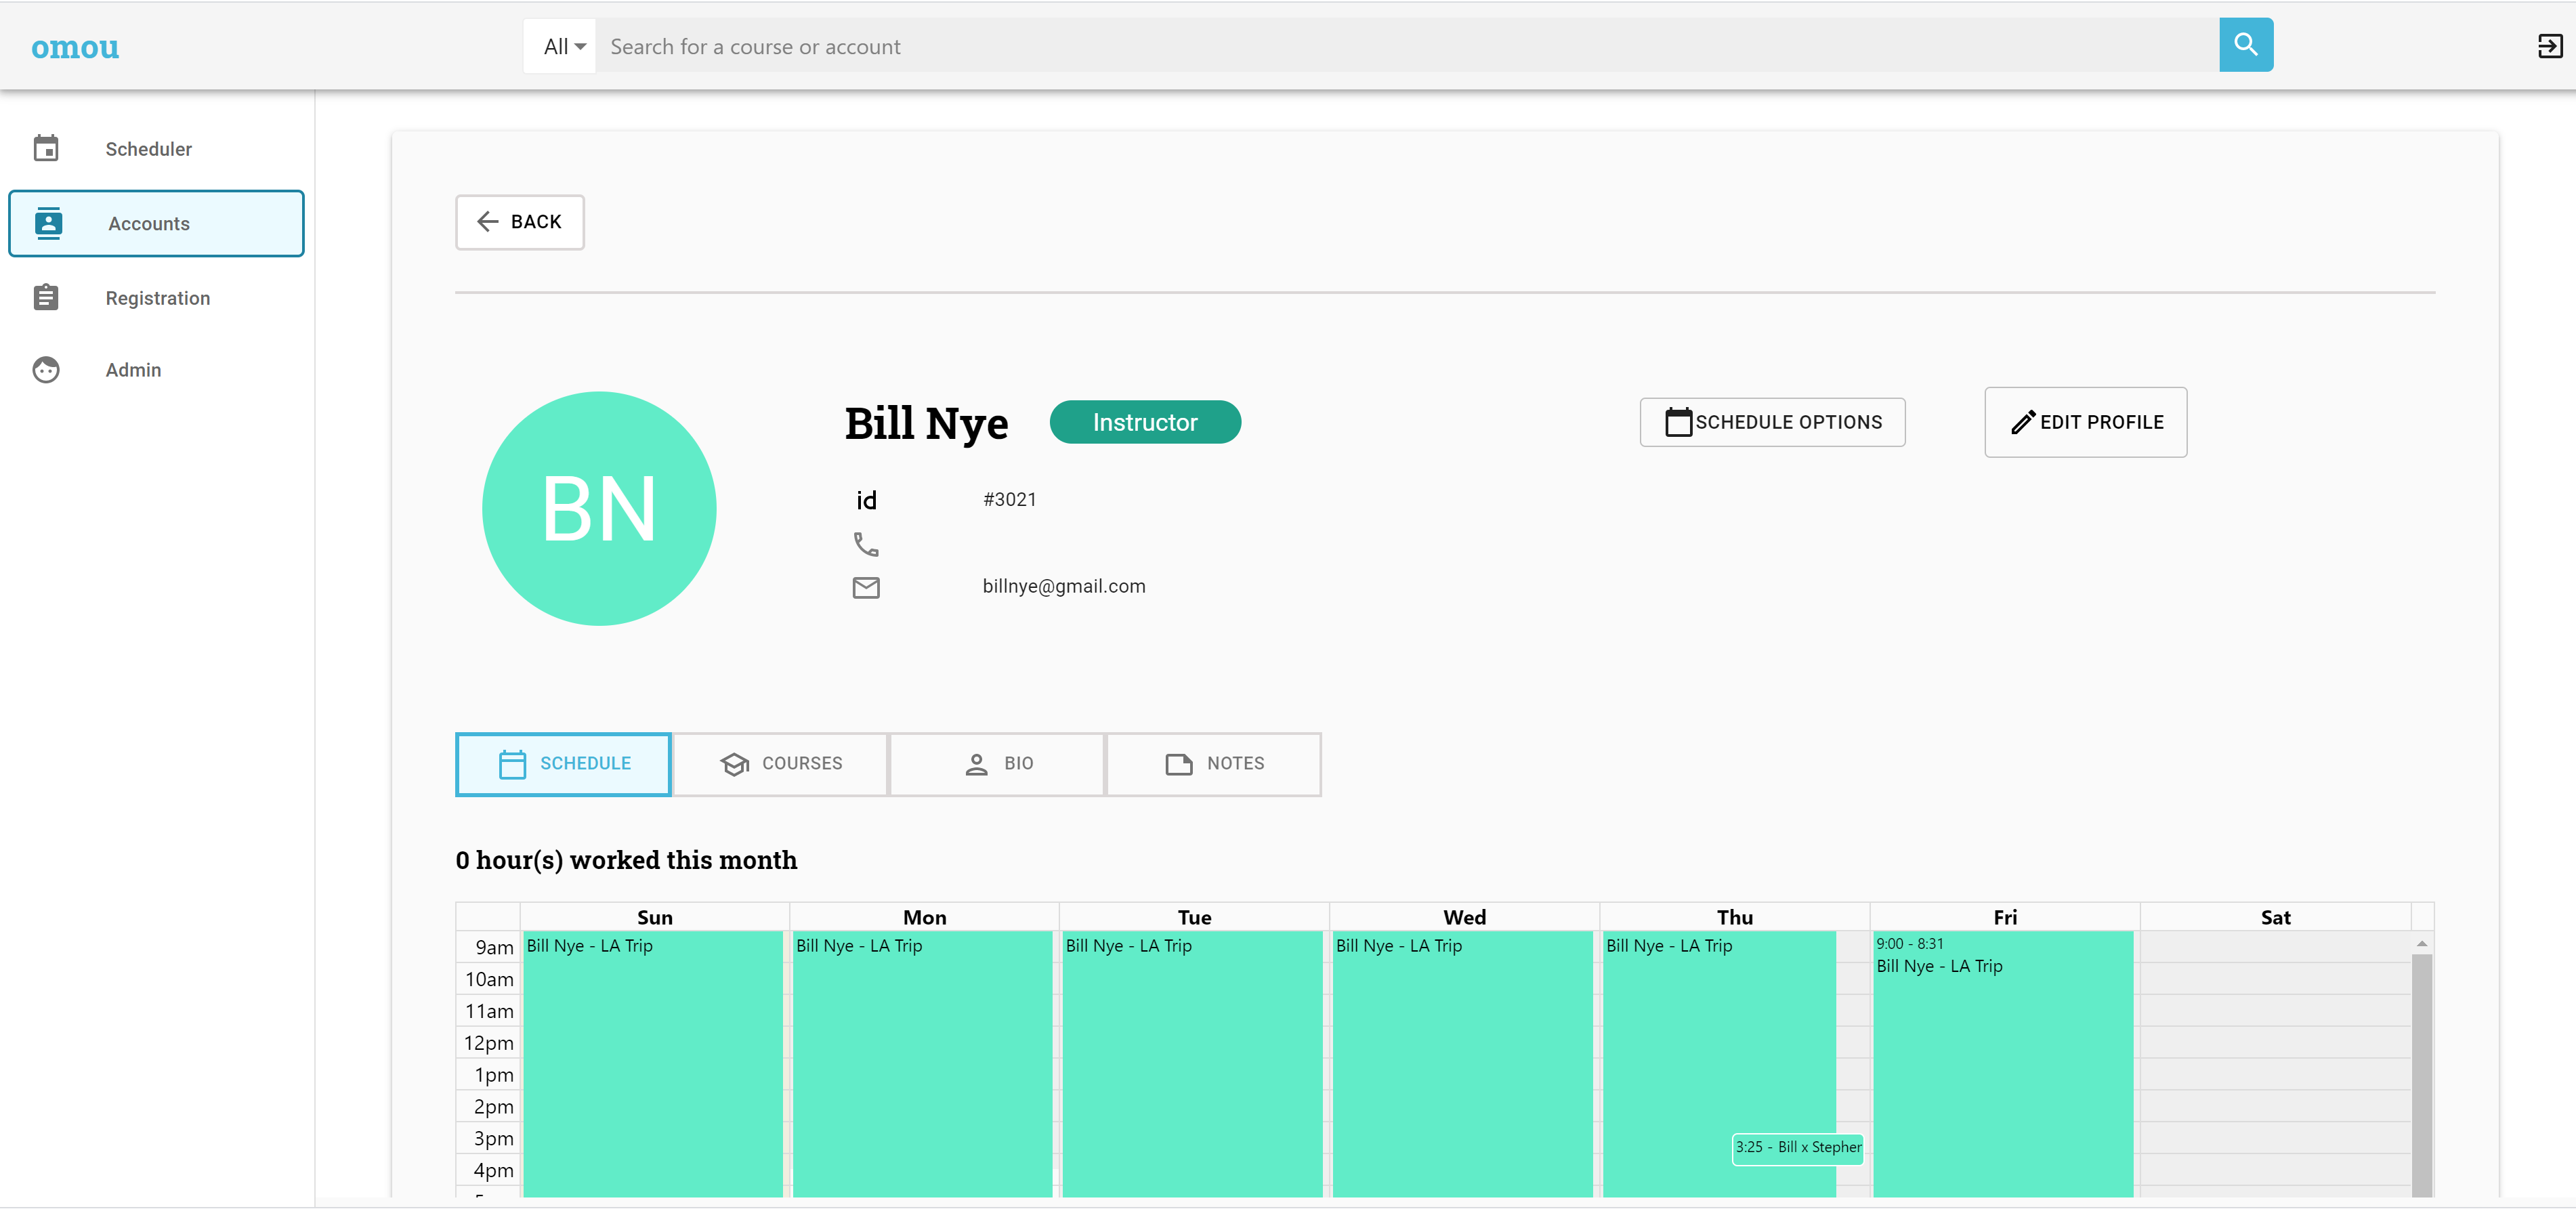 omou
All
Search for a course or account
Scheduler
Accounts
Registration
Admin
BACK
BN
Bill Nye
Instructor
SCHEDULE OPTIONS
EDIT PROFILE
id
#3021
billnye@gmail.com
SCHEDULE
COURSES
BIO
NOTES
0 hour(s) worked this month
Sun Mon Tue Wed Thu Fri Sat
9am
10am
11am
12pm
1pm
2pm
3pm
4pm
Bill Nye - LA Trip
Bill Nye - LA Trip
Bill Nye - LA Trip
Bill Nye - LA Trip
Bill Nye - LA Trip
3:25 - Bill x Stepher
9:00 - 8:31
Bill Nye - LA Trip